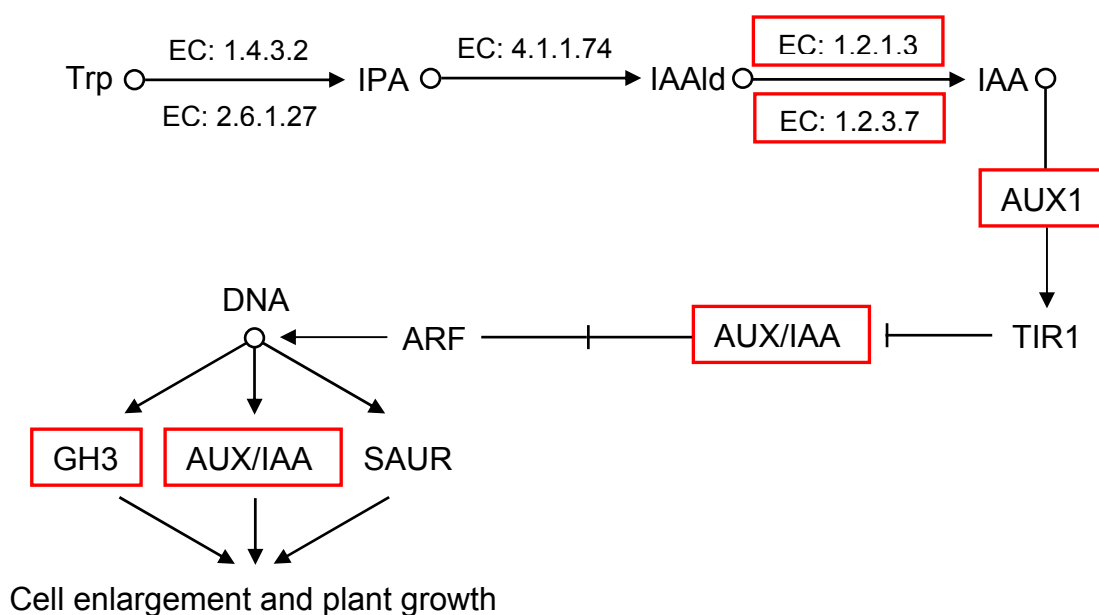 EC: 1.4.3.2
EC: 4.1.1.74
EC: 1.2.1.3
Trp
IPA
IAAld
IAA
EC: 2.6.1.27
EC: 1.2.3.7
AUX1
DNA
ARF
AUX/IAA
TIR1
GH3
AUX/IAA
SAUR
Cell enlargement and plant growth